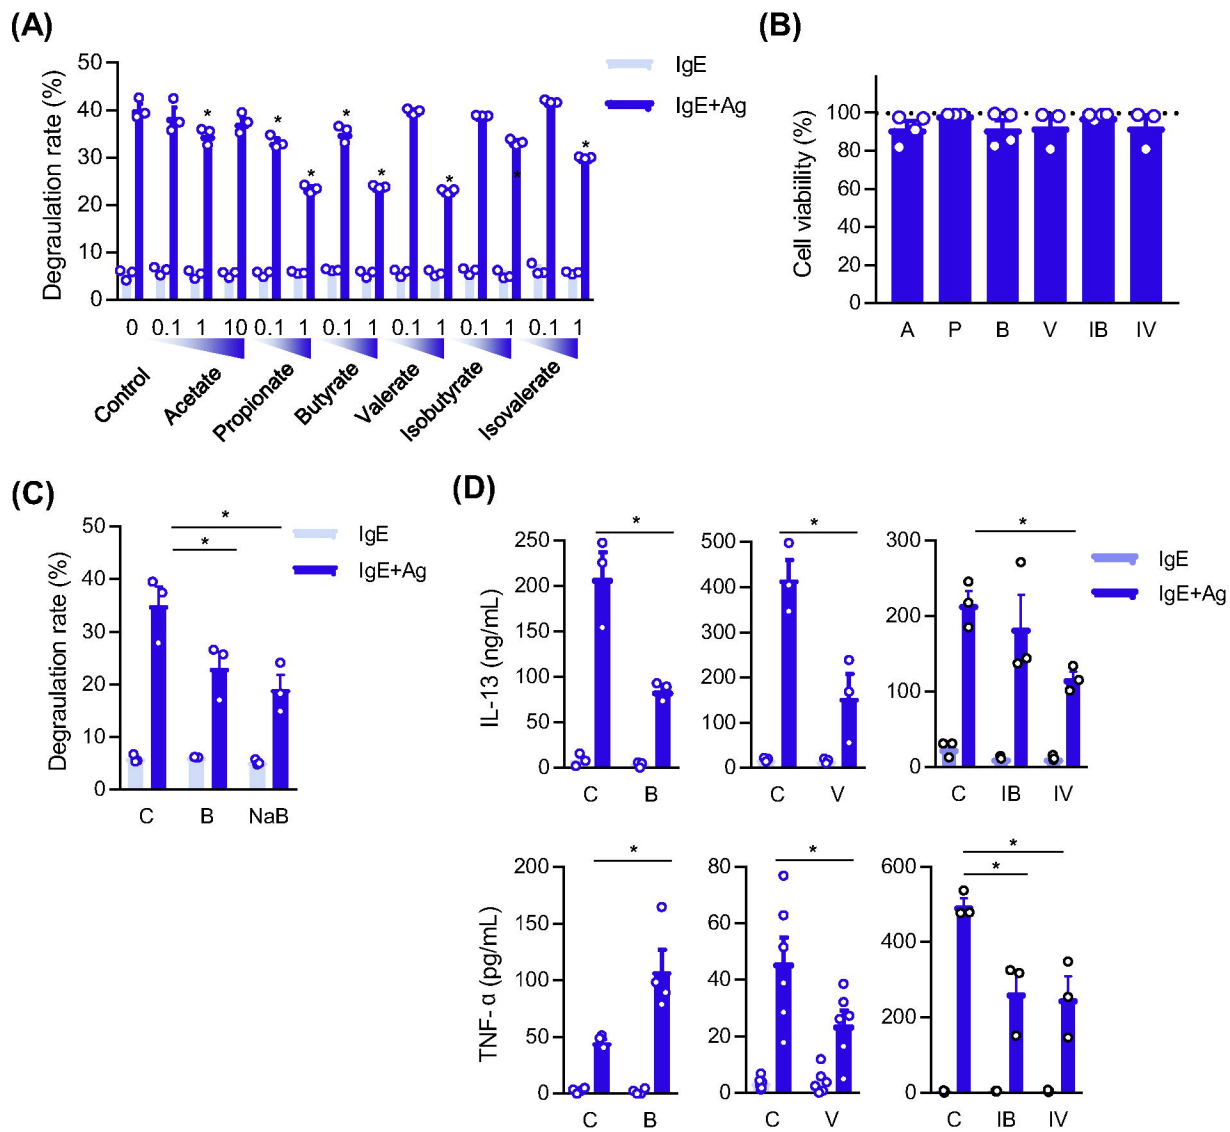 (A)
Degraulation rate (%)
50
40
30
20
10
0
IgE
IgE+Ag
* * * * * * * *
0 0.1 1 10 0.1 1 0.1 1 0.1 1 0.1 1 0.1 1
Control
Acetate
Propionate
Butyrate
Valerate
Isobutyrate
Isovalerate
(B)
Cell viabiility (%)
100
80
60
40
100
0
A P B V IB IV
(C)
Degraulation rate (%)
50
40
30
20
10
0
*
*
IgE
IgE+Ag
C B NaB
(D)
IL-13 (ng/mL)
250
200
150
100
50
0
*
C B
500
400
300
200
100
0
*
C V
300
200
100
0
*
C IB IV
IgE
IgE+Ag
TNF- α (pg/mL)
200
150
100
50
0
*
C B
80
60
40
20
0
*
C V
600
400
200
0
*
*
C IB IV